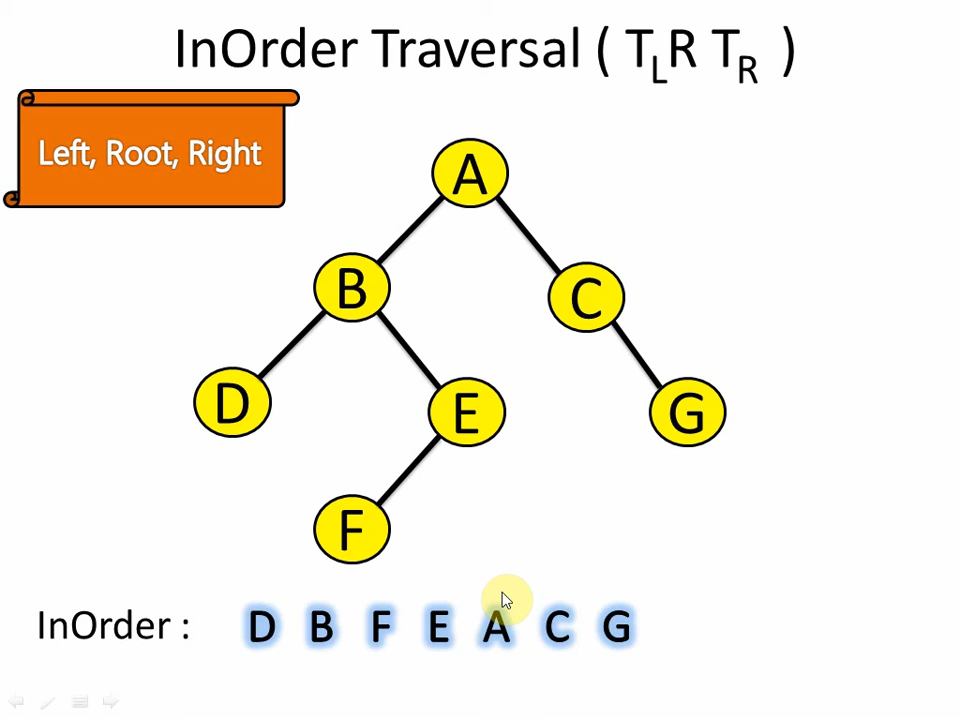 InOrder Traversal ( TLR TR )
Left, Root, Right
A
B
C
D
E
G
F
InOrder : D B F E A C G